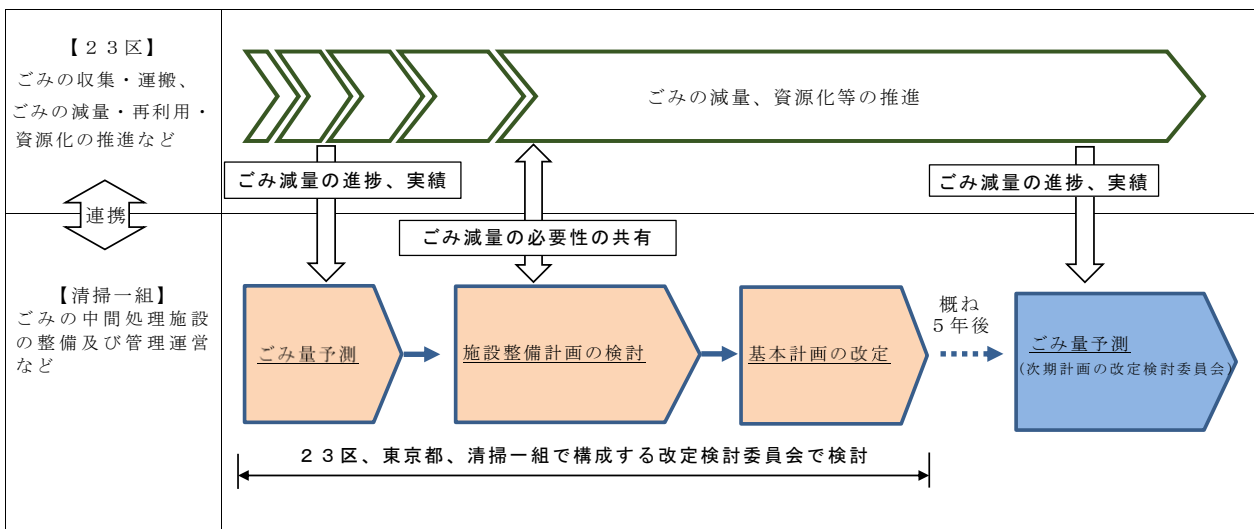 【２３区】
ごみの収集・運搬、
ごみの減量・再利用・
資源化の推進など
ごみの減量、資源化等の推進
ごみ減量の進捗、実績
ごみ減量の必要性の共有
ごみ減量の進捗、実績
連携
【清掃一組】
ごみの中間処理施設
の整備及び管理運営
など
ごみ量予測
施設整備計画の検討
基本計画の改定
概ね
５年後
ごみ量予測
(次期計画の改定検討委員会)
２３区、東京都、清掃一組で構成する改定検討委員会で検討